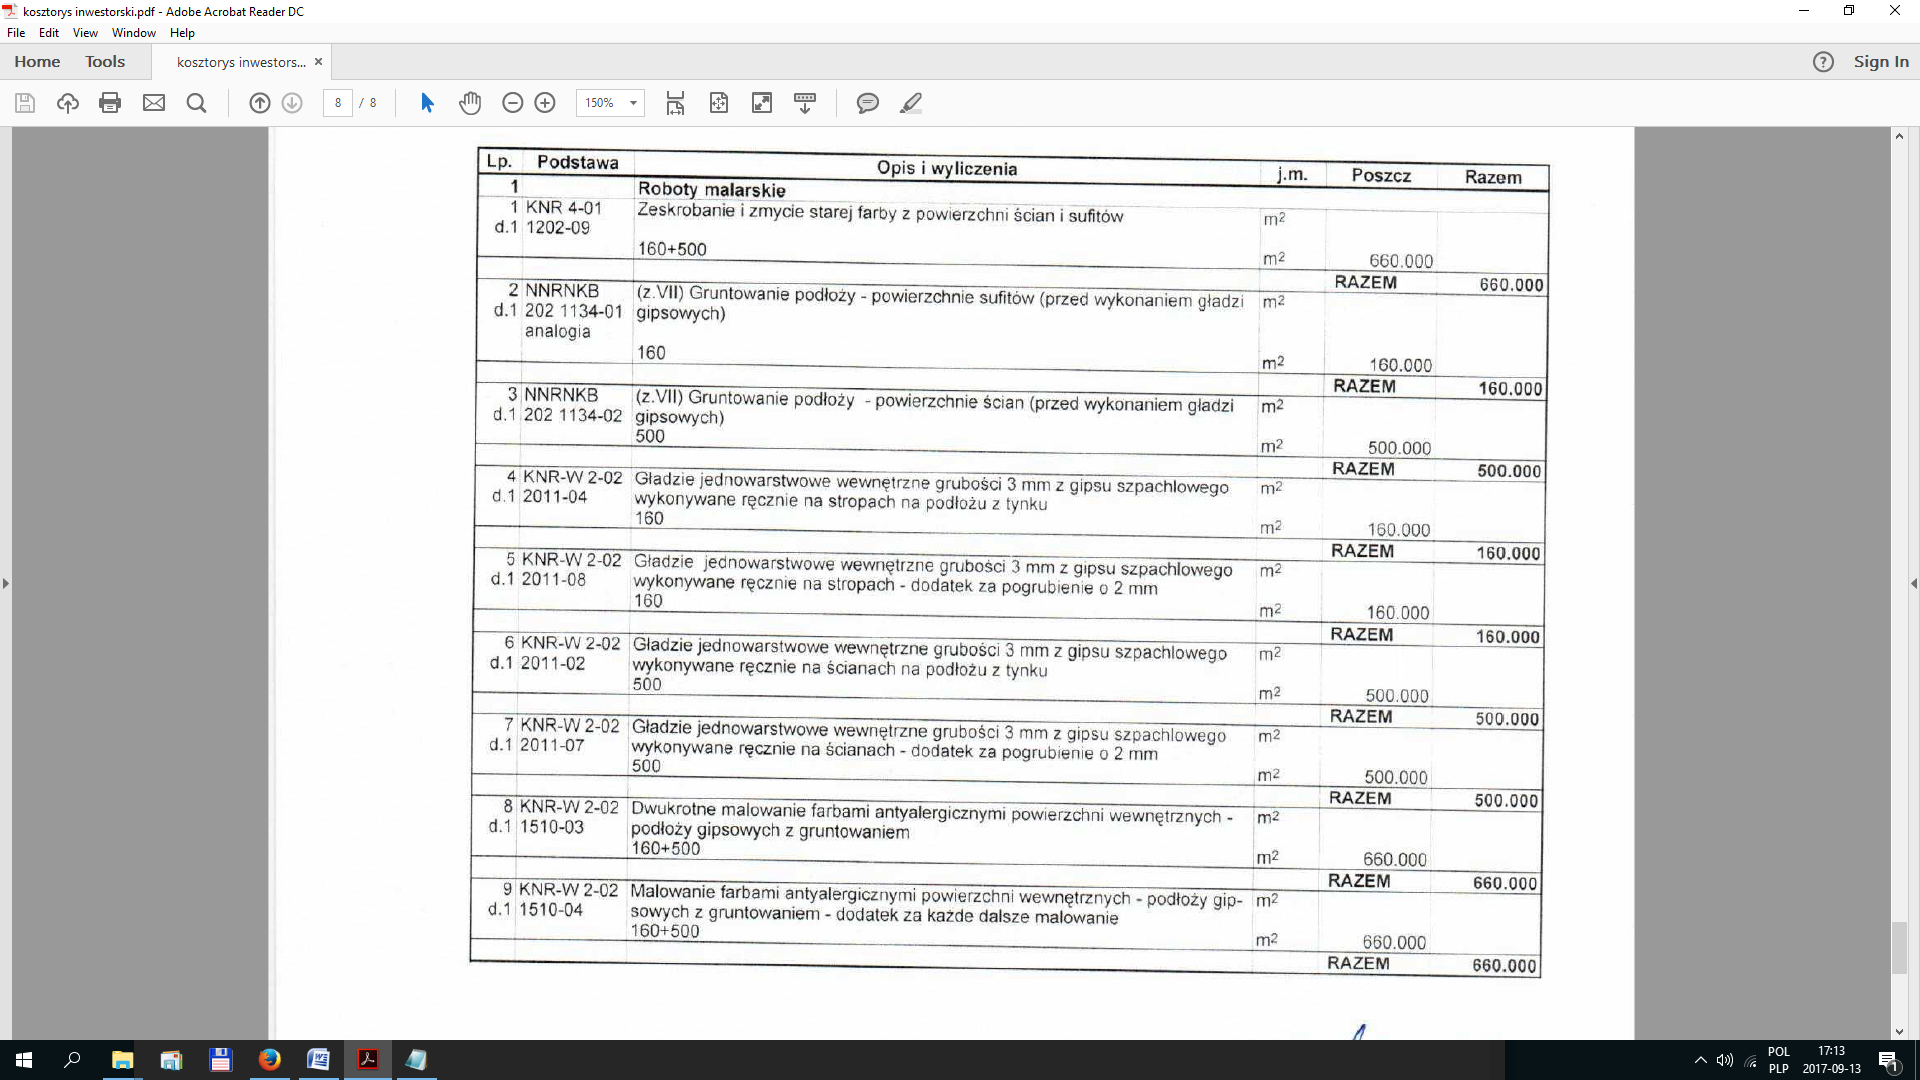 kosztorys inwestorski.pdf - Adobe Acrobat Reader DC
File Edit View Window Help
Home Tools kosztorys inwestors... × Sign In
8 / 8 150%
Lp. Podstawa Opis i wyliczenia j.m. Poszcz Razem
1 Roboty malarskie
1 KNR 4-01 Zeskrobanie i zmycie starej farby z powierzchni ścian i sufitów m2
d.1 1202-09
160+500 m2 660.000
RAZEM 660.000
2 NNRNKB (z.VII) Gruntowanie podłoży - powierzchnie sufitów (przed wykonaniem gładzi m2
d.1 202 1134-01 gipsowych)
analogia
160 m2 160.000
RAZEM 160.000
3 NNRNKB (z.VII) Gruntowanie podłoży - powierzchnie ścian (przed wykonaniem gładzi m2
d.1 202 1134-02 gipsowych)
500 m2 500.000
RAZEM 500.000
4 KNR-W 2-02 Gładzie jednowarstwowe wewnętrzne grubości 3 mm z gipsu szpachlowego m2
d.1 2011-04 wykonywane ręcznie na stropach na podłożu z tynku
160 m2 160.000
RAZEM 160.000
5 KNR-W 2-02 Gładzie jednowarstwowe wewnętrzne grubości 3 mm z gipsu szpachlowego m2
d.1 2011-08 wykonywane ręcznie na stropach - dodatek za pogrubienie o 2 mm
160 m2 160.000
RAZEM 160.000
6 KNR-W 2-02 Gładzie jednowarstwowe wewnętrzne grubości 3 mm z gipsu szpachlowego m2
d.1 2011-02 wykonywane ręcznie na ścianach na podłożu z tynku
500 m2 500.000
RAZEM 500.000
7 KNR-W 2-02 Gładzie jednowarstwowe wewnętrzne grubości 3 mm z gipsu szpachlowego m2
d.1 2011-07 wykonywane ręcznie na ścianach - dodatek za pogrubienie o 2 mm
500 m2 500.000
RAZEM 500.000
8 KNR-W 2-02 Dwukrotne malowanie farbami antyalergicznymi powierzchni wewnętrznych - m2
d.1 1510-03 podłoży gipsowych z gruntowaniem
160+500 m2 660.000
RAZEM 660.000
9 KNR-W 2-02 Malowanie farbami antyalergicznymi powierzchni wewnętrznych - podłoży gip- m2
d.1 1510-04 sowych z gruntowaniem - dodatek za każde dalsze malowanie
160+500 m2 660.000
RAZEM 660.000
POL 17:13
PLP 2017-09-13 1